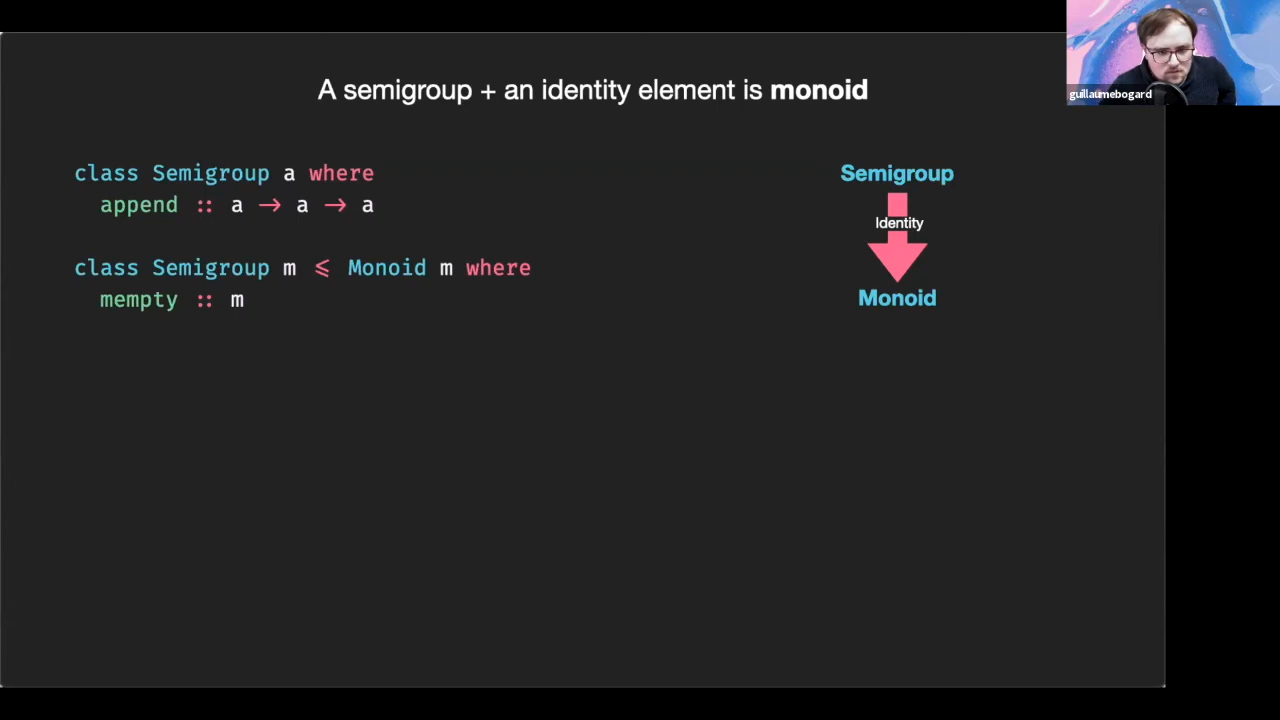 A semigroup + an identity element is monoid
guillaumebogard
class Semigroup a where
append :: a → a → a
class Semigroup m <= Monoid m where
mempty :: m
Semigroup
Identity
Monoid